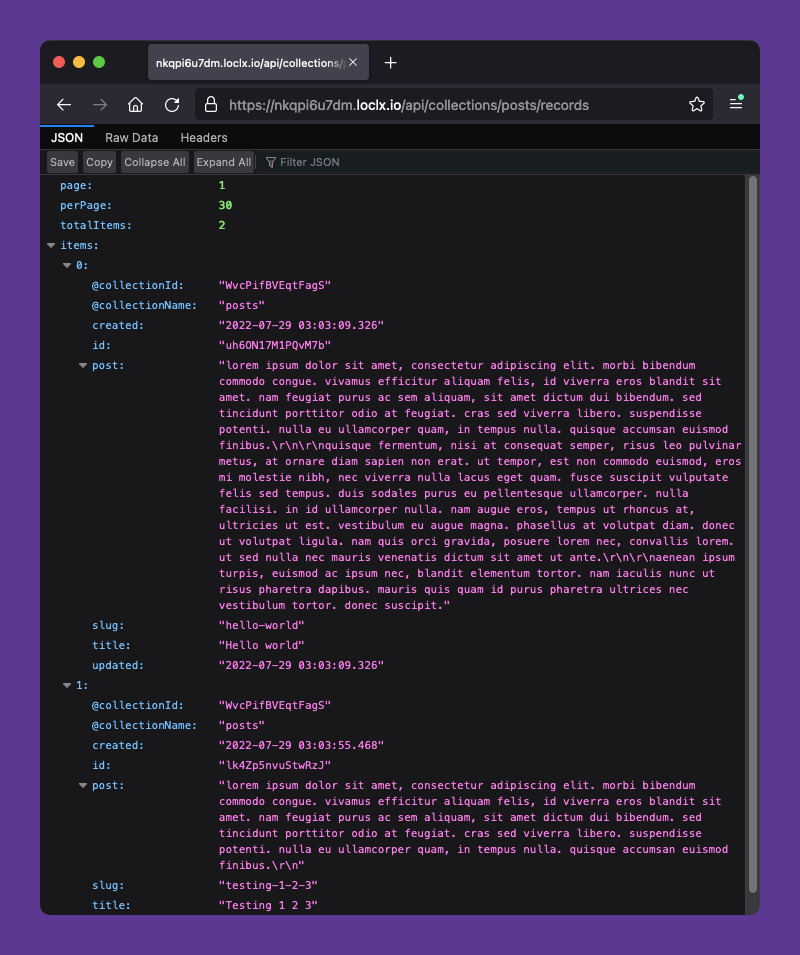 nkqpi6u7dm.loclx.io/api/collections/
https://nkqpi6u7dm.loclx.io/api/collections/posts/records
JSON Raw Data Headers
Save Copy Collapse All Expand All Filter JSON
page: 1
perPage: 30
totalItems: 2
items:
0:
@collectionId: "WvcPifBVEqtFagS"
@collectionName: "posts"
created: "2022-07-29 03:03:09.326"
id: "uh6ON17M1PQvM7b"
post: "lorem ipsum dolor sit amet, consectetur adipiscing elit. morbi bibendum
commodo congue. vivamus efficitur aliquam felis, id viverra eros blandit sit
amet. nam feugiat purus ac sem aliquam, sit amet dictum dui bibendum. sed
tincidunt porttitor odio at feugiat. cras sed viverra libero. suspendisse
potenti. nulla eu ullamcorper quam, in tempus nulla. quisque accumsan euismod
finibus.\r\n\r\nquisque fermentum, nisi at consequat semper, risus leo pulvinar
metus, at ornare diam sapien non erat. ut tempor, est non commodo euismod, eros
mi molestie nibh, nec viverra nulla lacus eget quam. fusce suscipit vulputate
felis sed tempus. duis sodales purus eu pellentesque ullamcorper. nulla
facilisi. in id ullamcorper nulla. nam augue eros, tempus ut rhoncus at,
ultricies ut est. vestibulum eu augue magna. phasellus at volutpat diam. donec
ut volutpat ligula. nam quis orci gravida, posuere lorem nec, convallis lorem.
ut sed nulla nec mauris venenatis dictum sit amet ut ante.\r\n\r\naenean ipsum
turpis, euismod ac ipsum nec, blandit elementum tortor. nam iaculis nunc ut
risus pharetra dapibus. mauris quis quam id purus pharetra ultrices nec
vestibulum tortor. donec suscipit."
slug: "hello-world"
title: "Hello world"
updated: "2022-07-29 03:03:09.326"
1:
@collectionId: "WvcPifBVEqtFagS"
@collectionName: "posts"
created: "2022-07-29 03:03:55.468"
id: "lk4Zp5nvuStwRzJ"
post: "lorem ipsum dolor sit amet, consectetur adipiscing elit. morbi bibendum
commodo congue. vivamus efficitur aliquam felis, id viverra eros blandit sit
amet. nam feugiat purus ac sem aliquam, sit amet dictum dui bibendum. sed
tincidunt porttitor odio at feugiat. cras sed viverra libero. suspendisse
potenti. nulla eu ullamcorper quam, in tempus nulla. quisque accumsan euismod
finibus.\r\n"
slug: "testing-1-2-3"
title: "Testing 1 2 3"